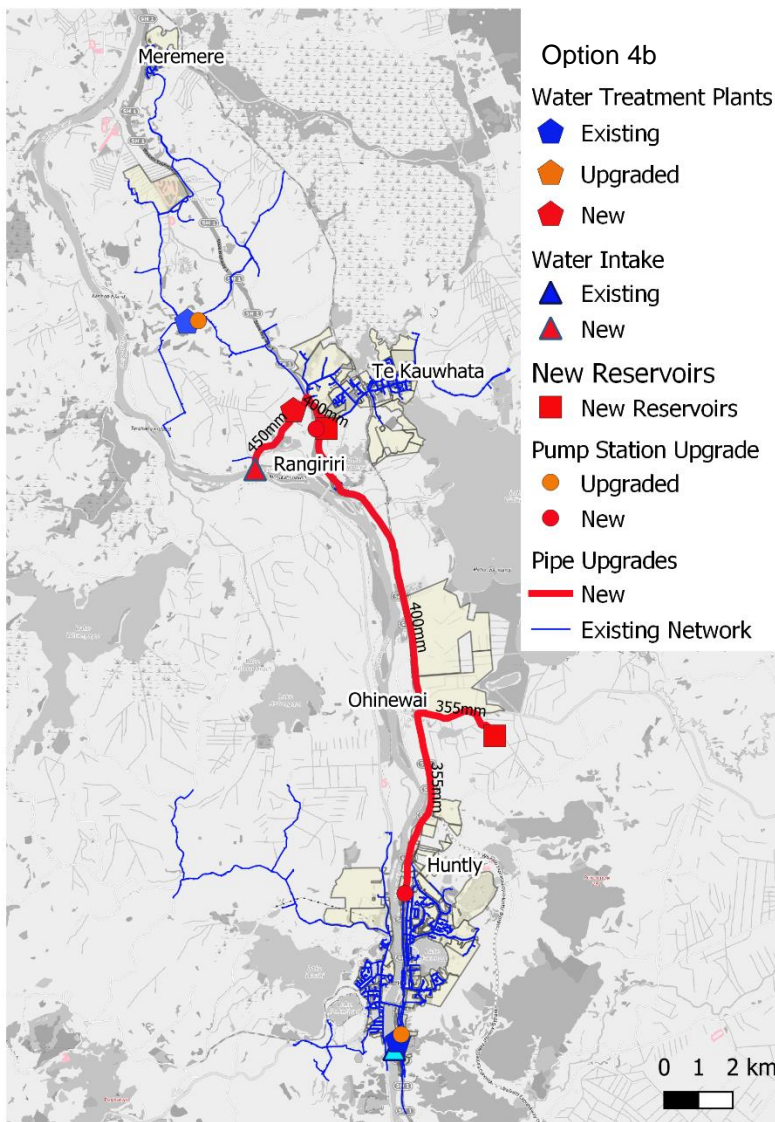 Option 4b
Water Treatment Plants
Existing
Upgraded
New
Water Intake
Existing
New
New Reservoirs
New Reservoirs
Pump Station Upgrade
Upgraded
New
Pipe Upgrades
New
Existing Network
Meremere
Te Kauwhata
400mm
450mm
Rangiriri
400mm
Ohinewai
355mm
355mm
Huntly
0 1 2 km